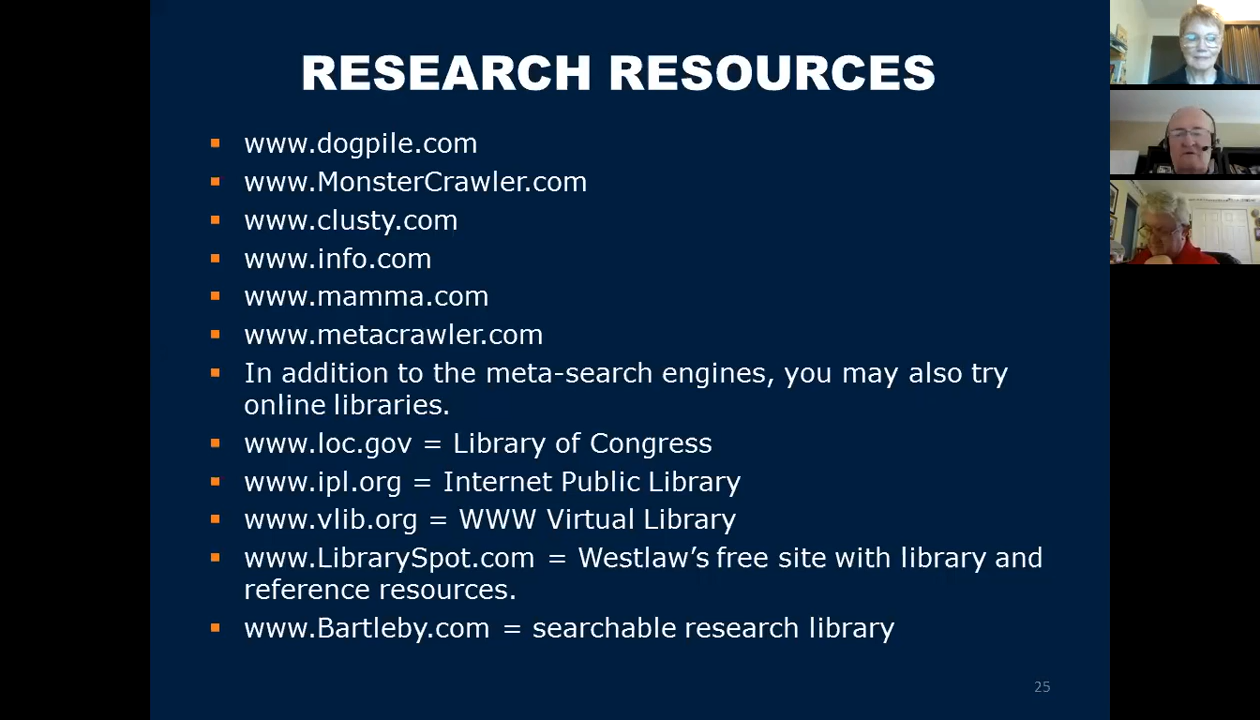 RESEARCH RESOURCES
www.dogpile.com
www.MonsterCrawler.com
www.clusty.com
www.info.com
www.mamma.com
www.metacrawler.com
In addition to the meta-search engines, you may also try
online libraries.
www.loc.gov = Library of Congress
www.ipl.org = Internet Public Library
www.vlib.org = WWW Virtual Library
www.LibrarySpot.com = Westlaw’s free site with library and
reference resources.
www.Bartleby.com = searchable research library
25